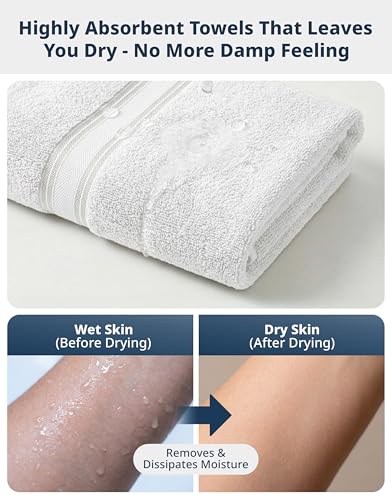 Highly Absorbent Towels That Leaves
You Dry - No More Damp Feeling
Wet Skin
(Before Drying)
Dry Skin
(After Drying)
Removes &
Dissipates Moisture